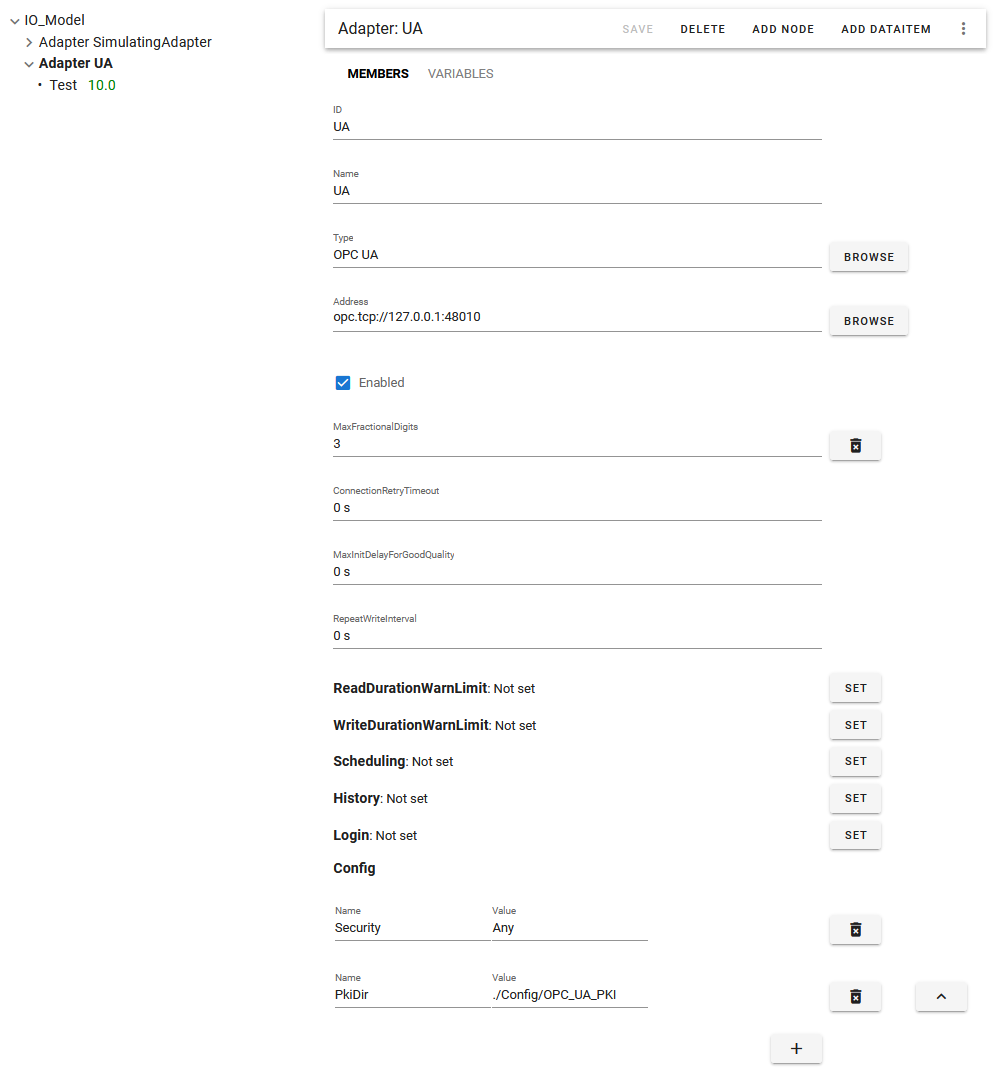 IO_Model
Adapter SimulatingAdapter
Adapter UA
Test 10.0
Adapter: UA SAVE DELETE ADD NODE ADD DATAITEM
MEMBERS VARIABLES
ID
UA
Name
UA
Type
OPC UA BROWSE
Address
opc.tcp://127.0.0.1:48010 BROWSE
Enabled
MaxFractionalDigits
3
ConnectionRetryTimeout
0 s
MaxInitDelayForGoodQuality
0 s
RepeatWriteInterval
0 s
ReadDurationWarnLimit: Not set SET
WriteDurationWarnLimit: Not set SET
Scheduling: Not set SET
History: Not set SET
Login: Not set SET
Config
Name Value
Security Any
Name Value
PkiDir ./Config/OPC_UA_PKI
+